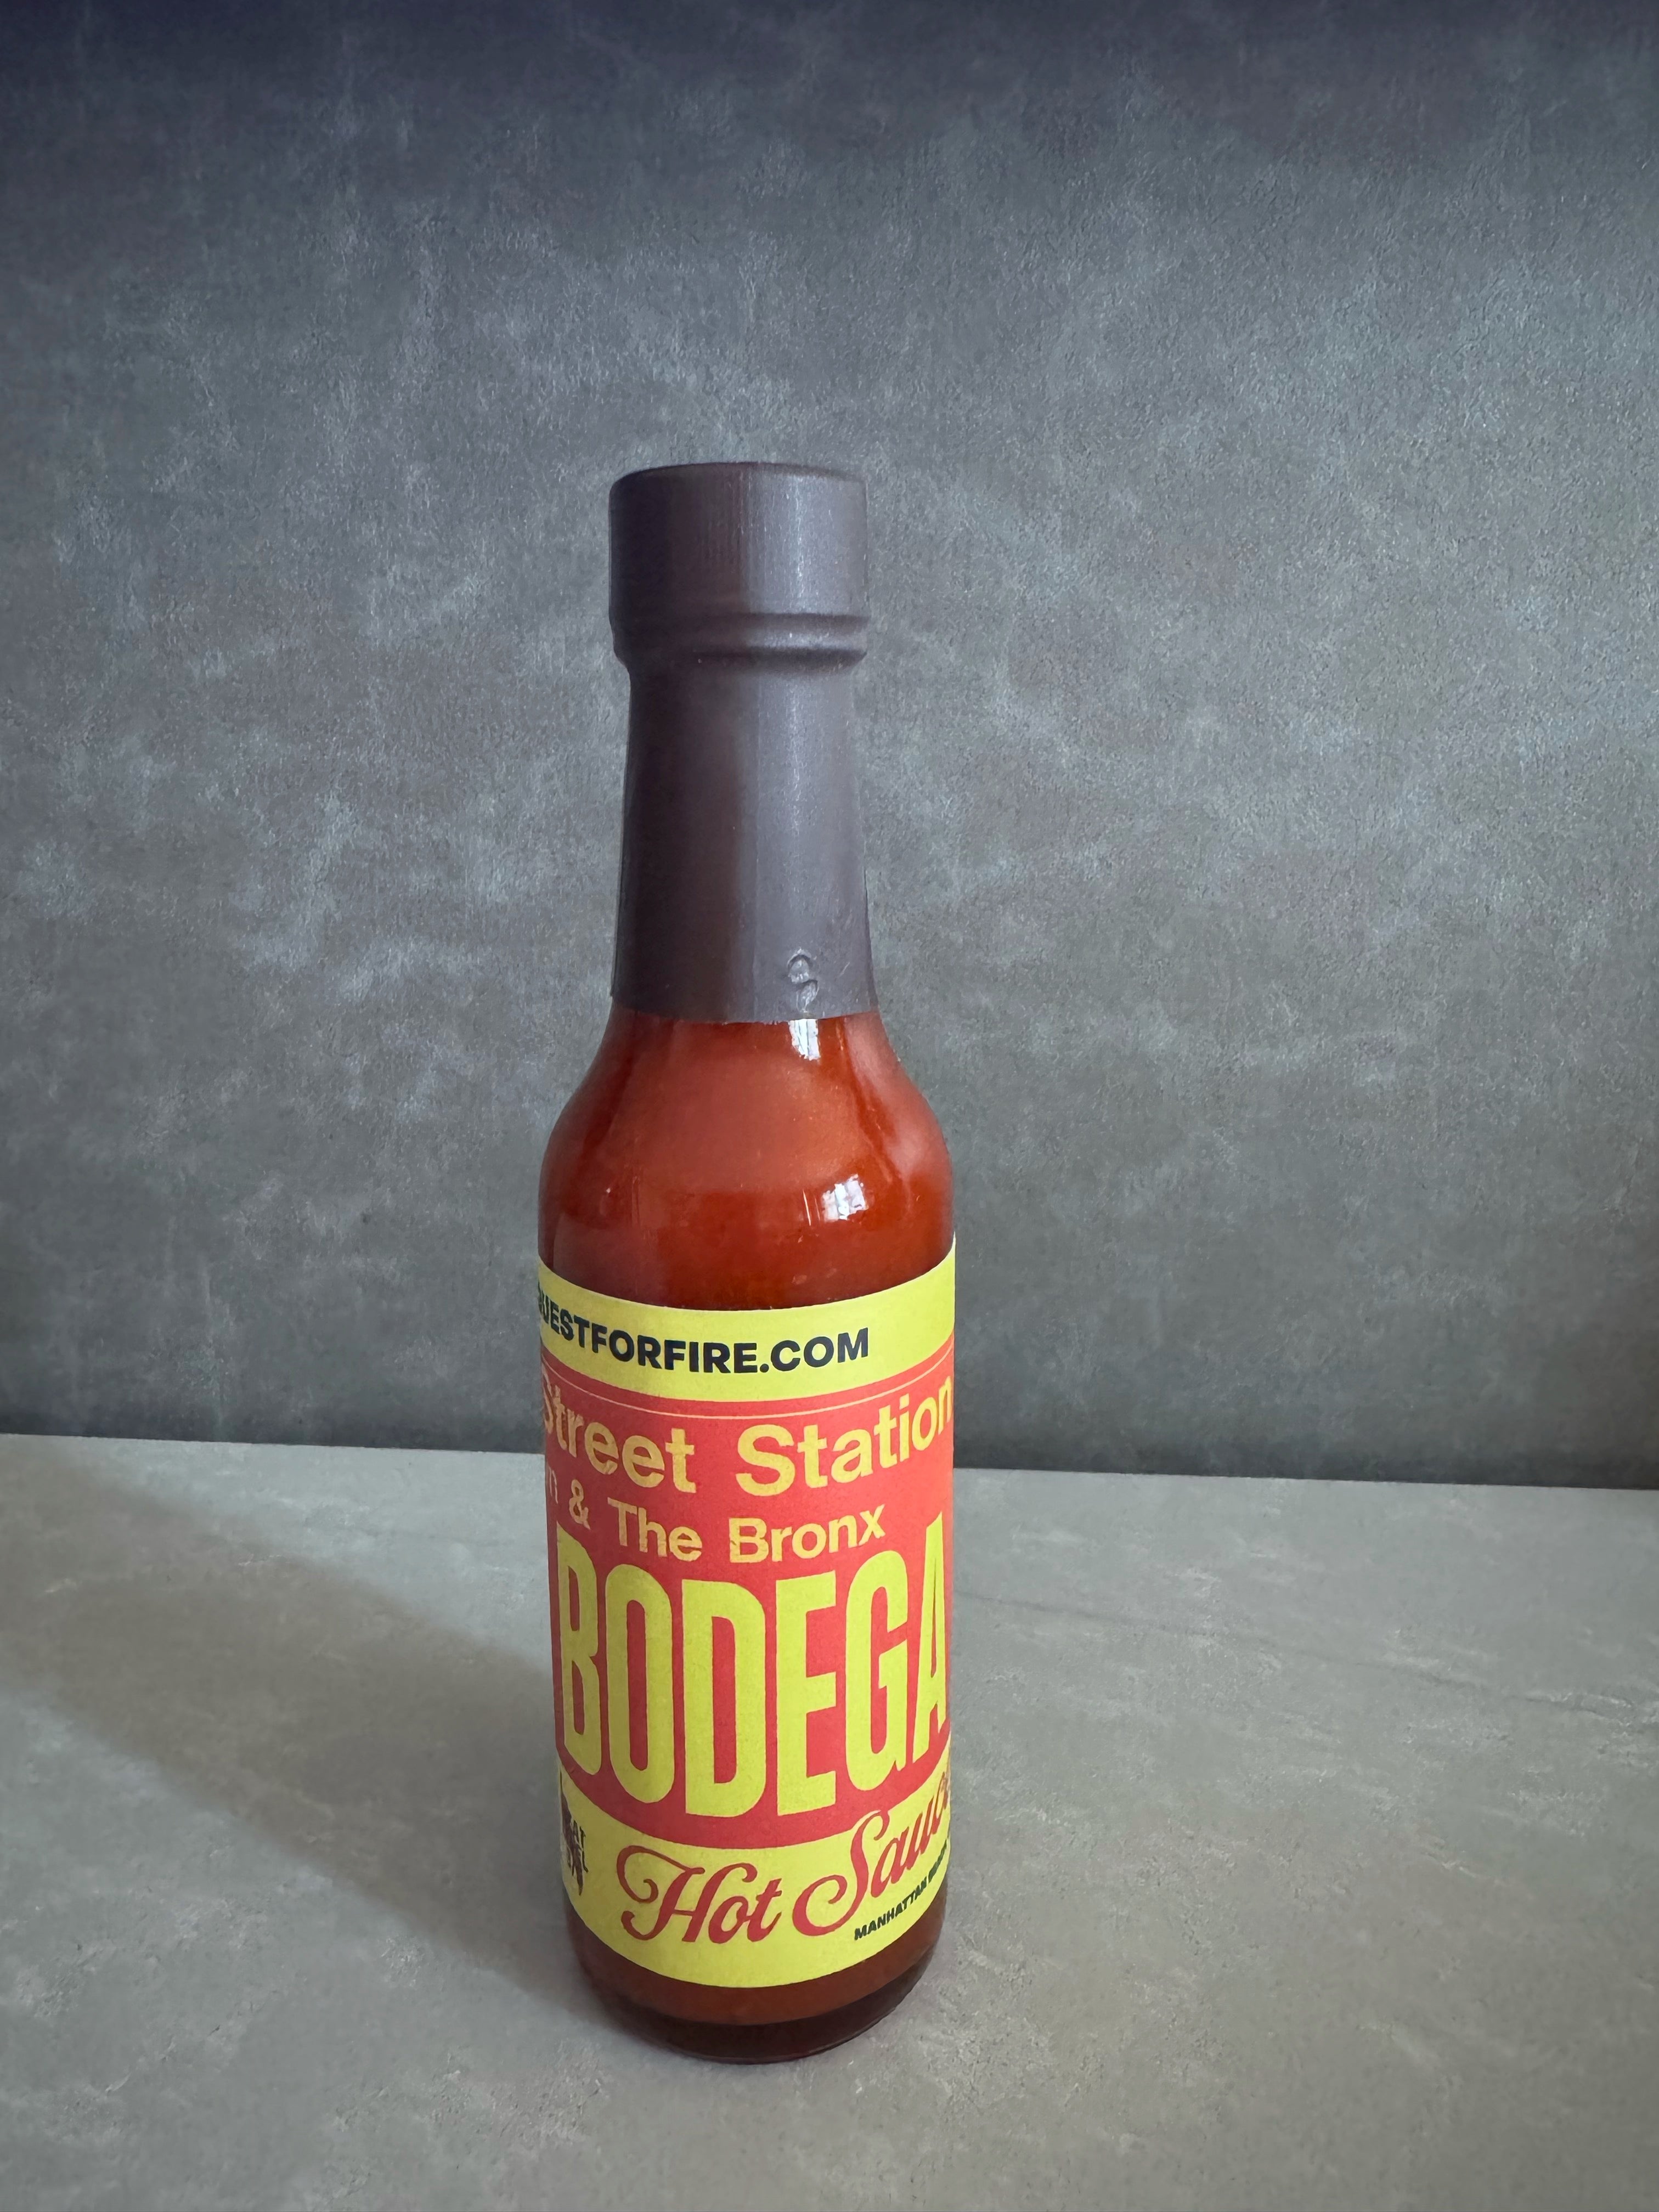 UESTFORFIRE.COM
Street Station
n & The Bronx
BODEGA
Hot Sauc
MANHATTAN